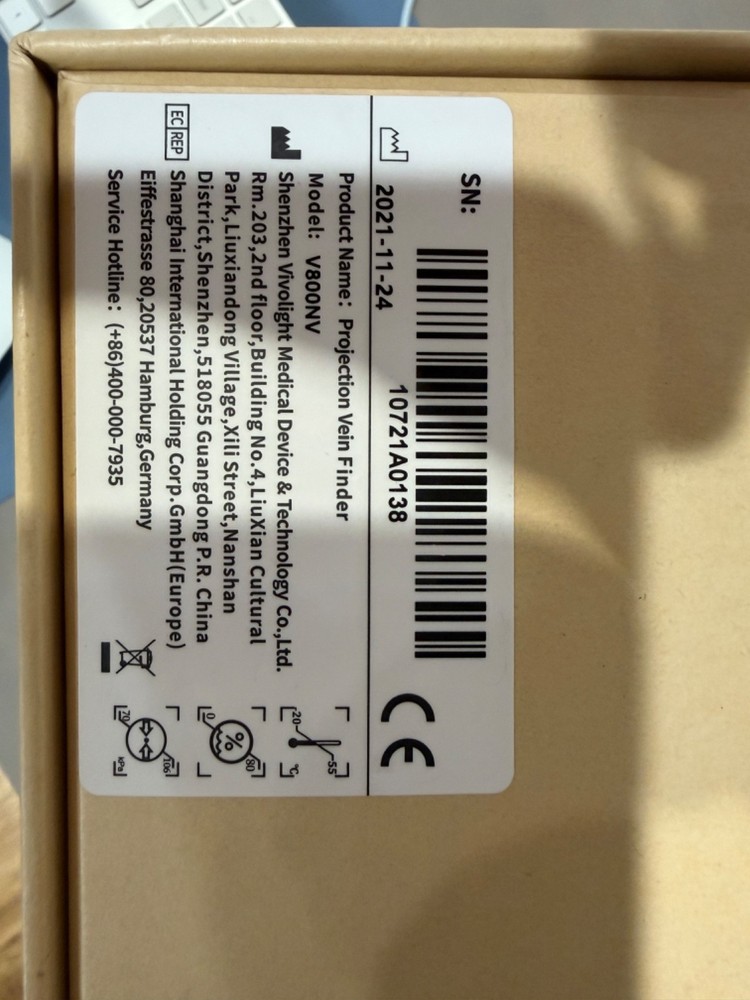 SN:
10721A0138
2021-11-24
CE
Product Name: Projection Vein Finder
Model: V800NV
Shenzhen Vivolight Medical Device & Technology Co.,Ltd.
Rm.203,2nd floor,Building No.4,LiuXian Cultural
Park,Liuxiandong Village,Xili Street,Nanshan
District,Shenzhen,518055 Guangdong P.R. China
EC REP
Shanghai International Holding Corp.GmbH(Europe)
Eiffestrasse 80,20537 Hamburg,Germany
Service Hotline: (+86)400-000-7935
-20
55
°C
0
%
80
70
106
kPa